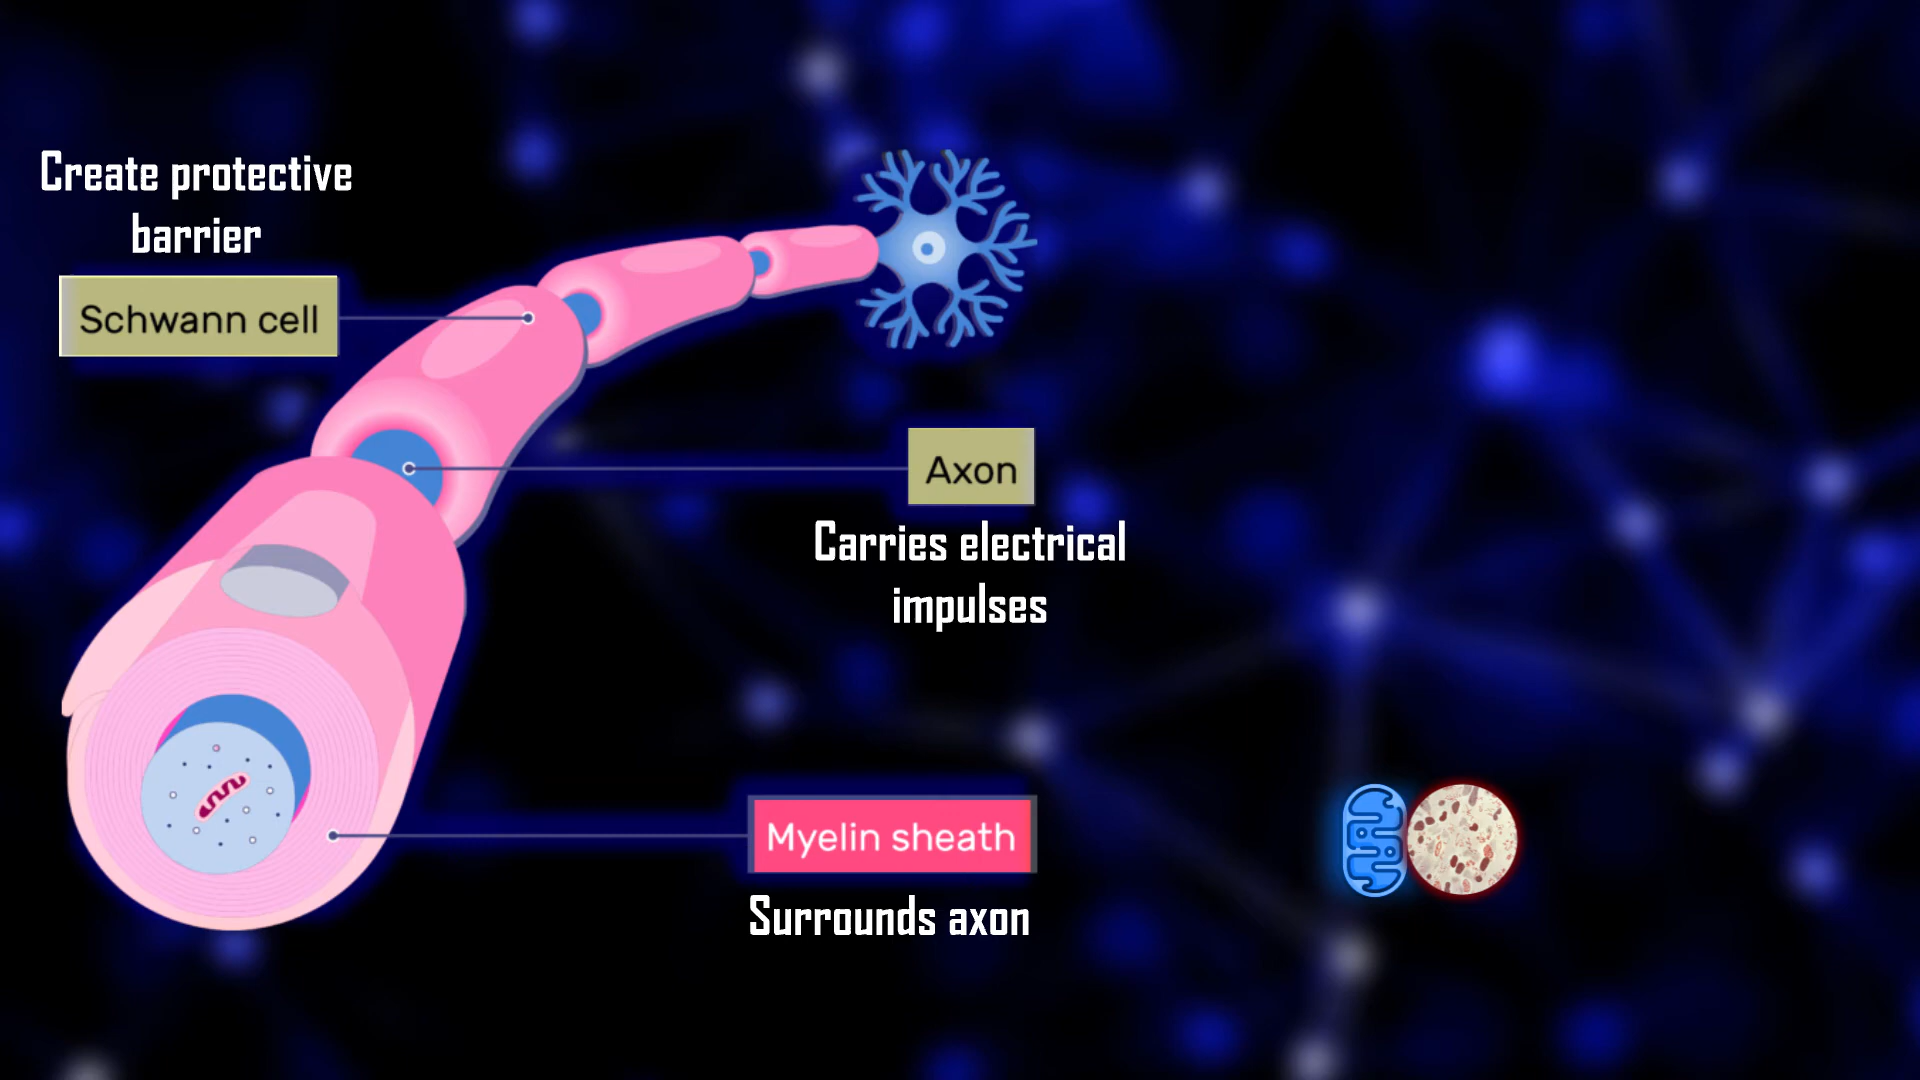 Create protective
barrier
Schwann cell
Axon
Carries electrical
impulses
Myelin sheath
Surrounds axon